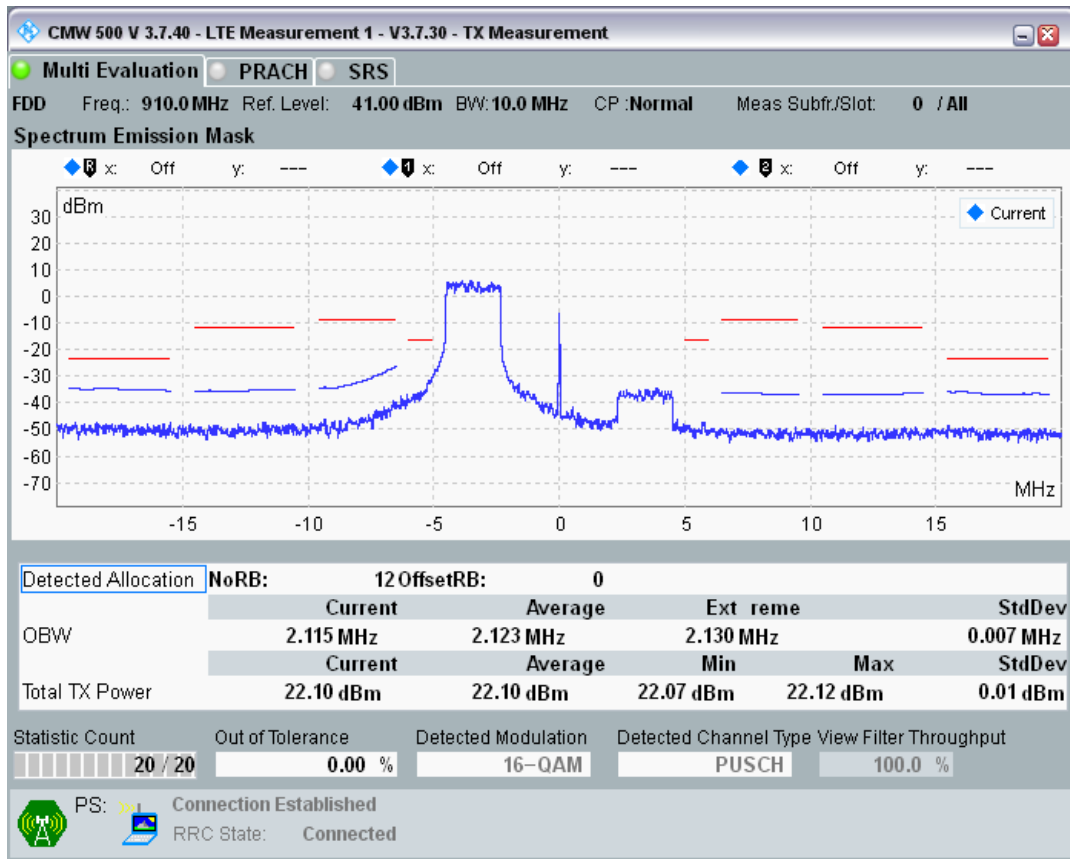 CMW 500 V 3.7.40 - LTE Measurement 1 - V3.7.30 - TX Measurement
Multi Evaluation PRACH SRS
FDD Freq.: 910.0 MHz Ref. Level: 41.00 dBm BW: 10.0 MHz CP : Normal Meas Subfr./Slot: 0 / All
Spectrum Emission Mask
R x: Off y: --- 1 x: Off y: --- 2 x: Off y: ---
dBm
Current
30
20
10
0
-10
-20
-30
-40
-50
-60
-70
MHz
-15 -10 -5 0 5 10 15
Detected Allocation NoRB: 12 OffsetRB: 0
Current Average Ext reme StdDev
OBW 2.115 MHz 2.123 MHz 2.130 MHz 0.007 MHz
Current Average Min Max StdDev
Total TX Power 22.10 dBm 22.10 dBm 22.07 dBm 22.12 dBm 0.01 dBm
Statistic Count Out of Tolerance Detected Modulation Detected Channel Type View Filter Throughput
20 / 20 0.00 % 16-QAM PUSCH 100.0 %
PS: Connection Established
RRC State: Connected